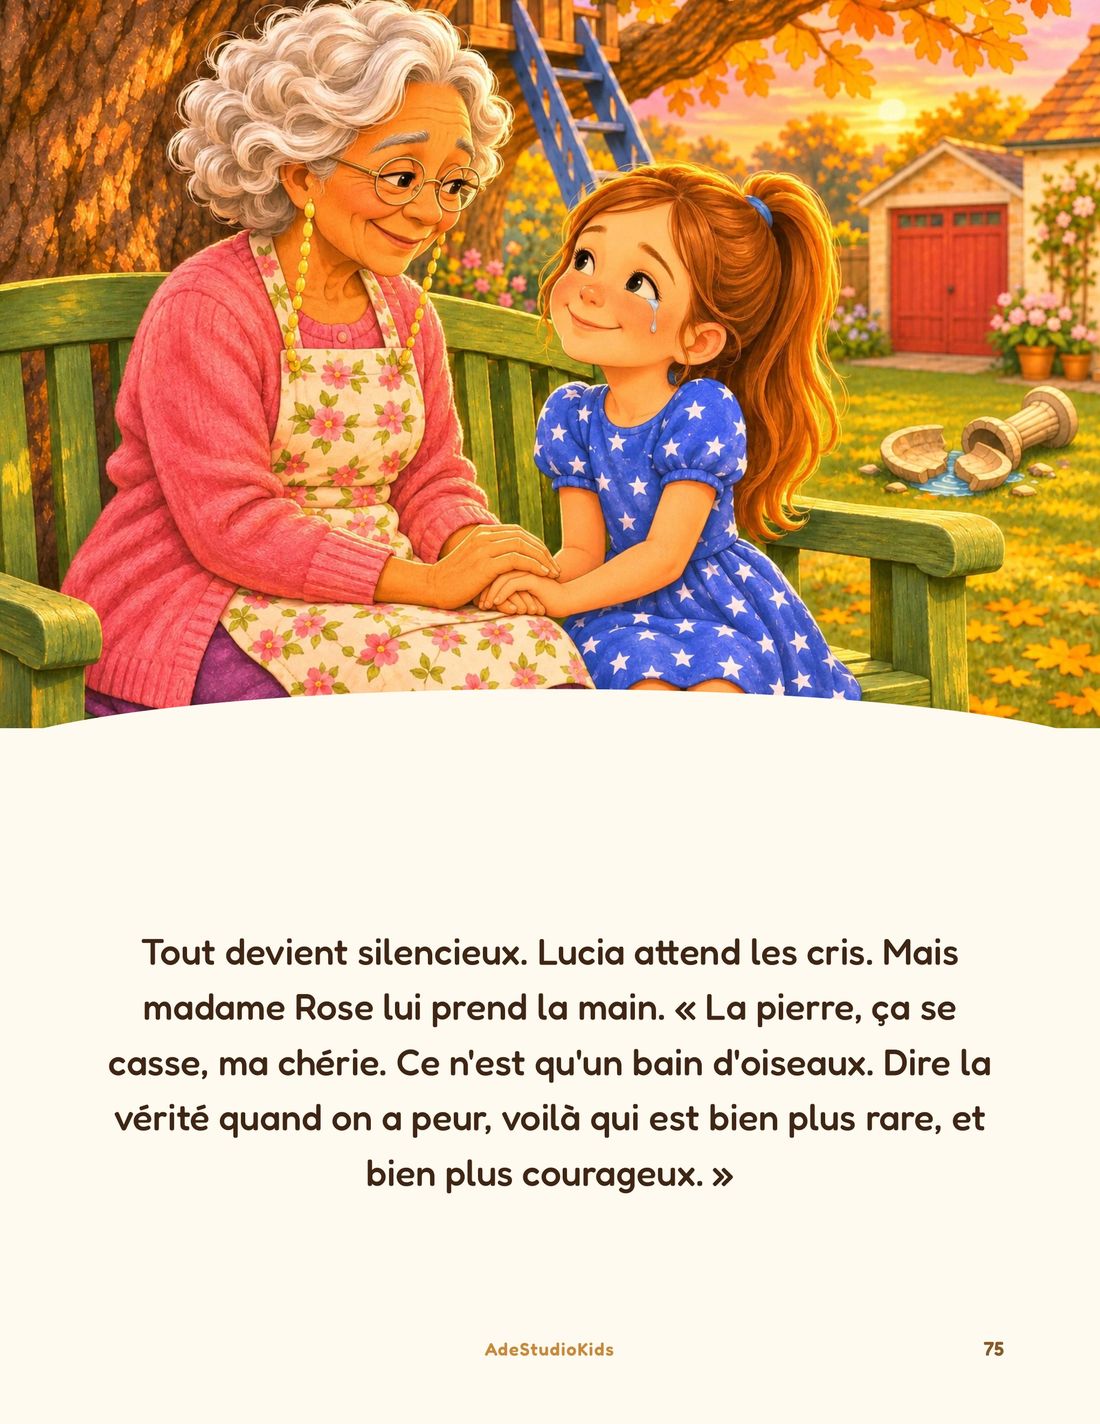 Tout devient silencieux. Lucia attend les cris. Mais
madame Rose lui prend la main. « La pierre, ça se
casse, ma chérie. Ce n'est qu'un bain d'oiseaux. Dire la
vérité quand on a peur, voilà qui est bien plus rare, et
bien plus courageux. »
AdeStudioKids
75